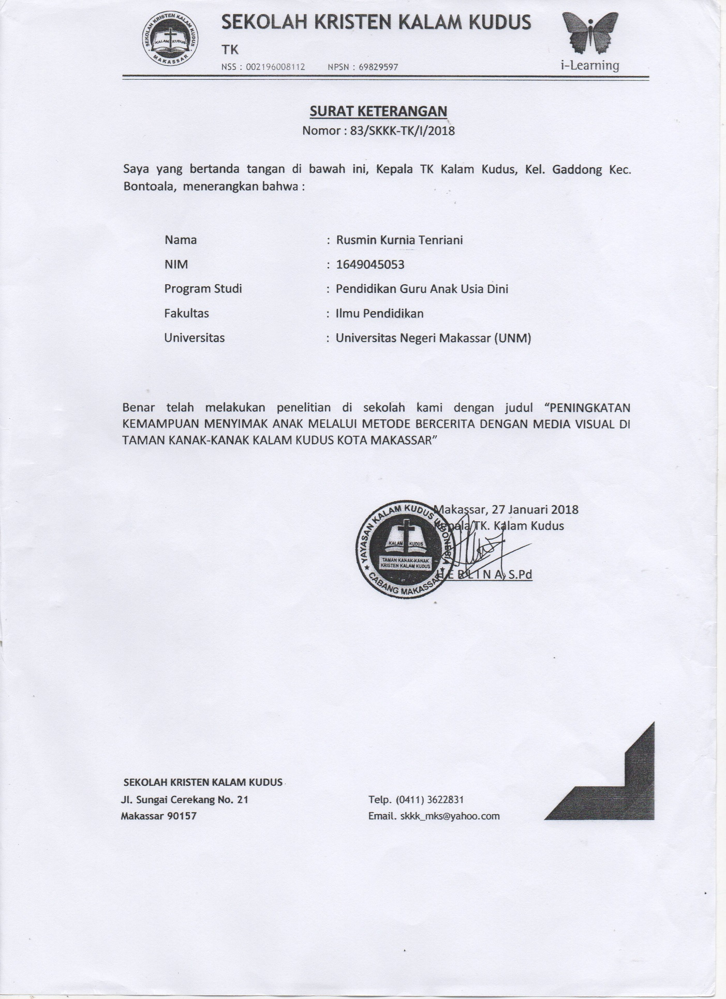 SEKOLAH KRISTEN KALAM KUDUS
MAKASSAR
KALAM KUDUS
SEKOLAH KRISTEN KALAM KUDUS
TK
NSS : 002196008112 NPSN : 69829597
i-Learning
SURAT KETERANGAN
Nomor : 83/SKKK-TK/I/2018
Saya yang bertanda tangan di bawah ini, Kepala TK Kalam Kudus, Kel. Gaddong Kec.
Bontoala, menerangkan bahwa :
Nama : Rusmin Kurnia Tenriani
NIM : 1649045053
Program Studi : Pendidikan Guru Anak Usia Dini
Fakultas : Ilmu Pendidikan
Universitas : Universitas Negeri Makassar (UNM)
Benar telah melakukan penelitian di sekolah kami dengan judul “PENINGKATAN
KEMAMPUAN MENYIMAK ANAK MELALUI METODE BERCERITA DENGAN MEDIA VISUAL DI
TAMAN KANAK-KANAK KALAM KUDUS KOTA MAKASSAR”
Makassar, 27 Januari 2018
Kepala TK. Kalam Kudus
YAYASAN KALAM KUDUS INDONESIA
KALAM KUDUS
TAMAN KANAK-KANAK
KRISTEN KALAM KUDUS
CABANG MAKASSAR
H E R L I N A, S.Pd
SEKOLAH KRISTEN KALAM KUDUS
Jl. Sungai Cerekang No. 21 Telp. (0411) 3622831
Makassar 90157 Email. skkk_mks@yahoo.com